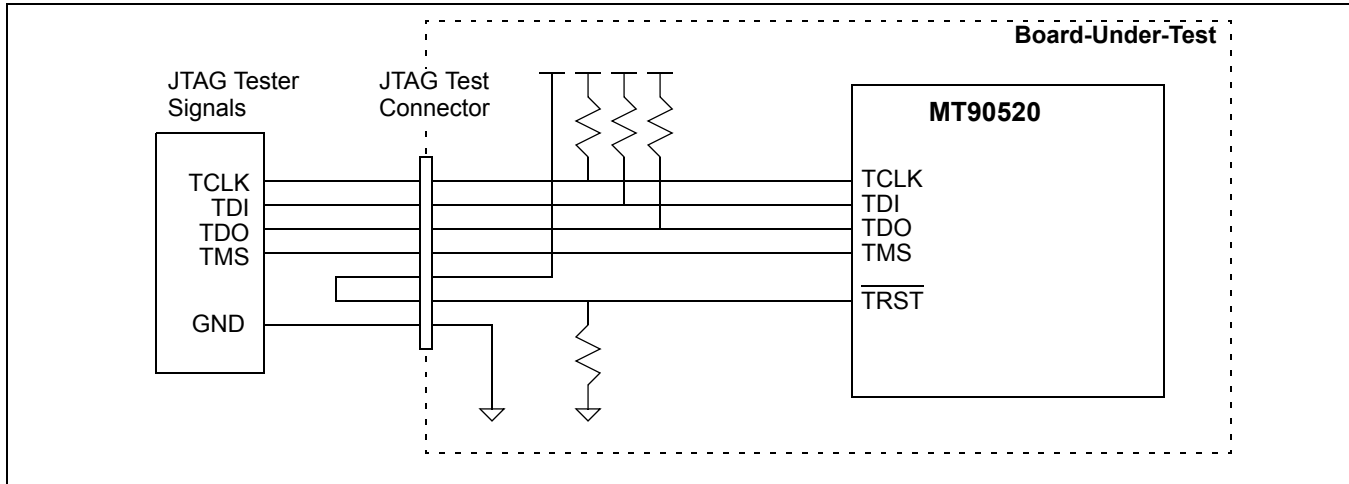 Board-Under-Test
JTAG Tester
Signals
JTAG Test
Connector
MT90520
TCLK
TDI
TDO
TMS
GND
TCLK
TDI
TDO
TMS
TRST